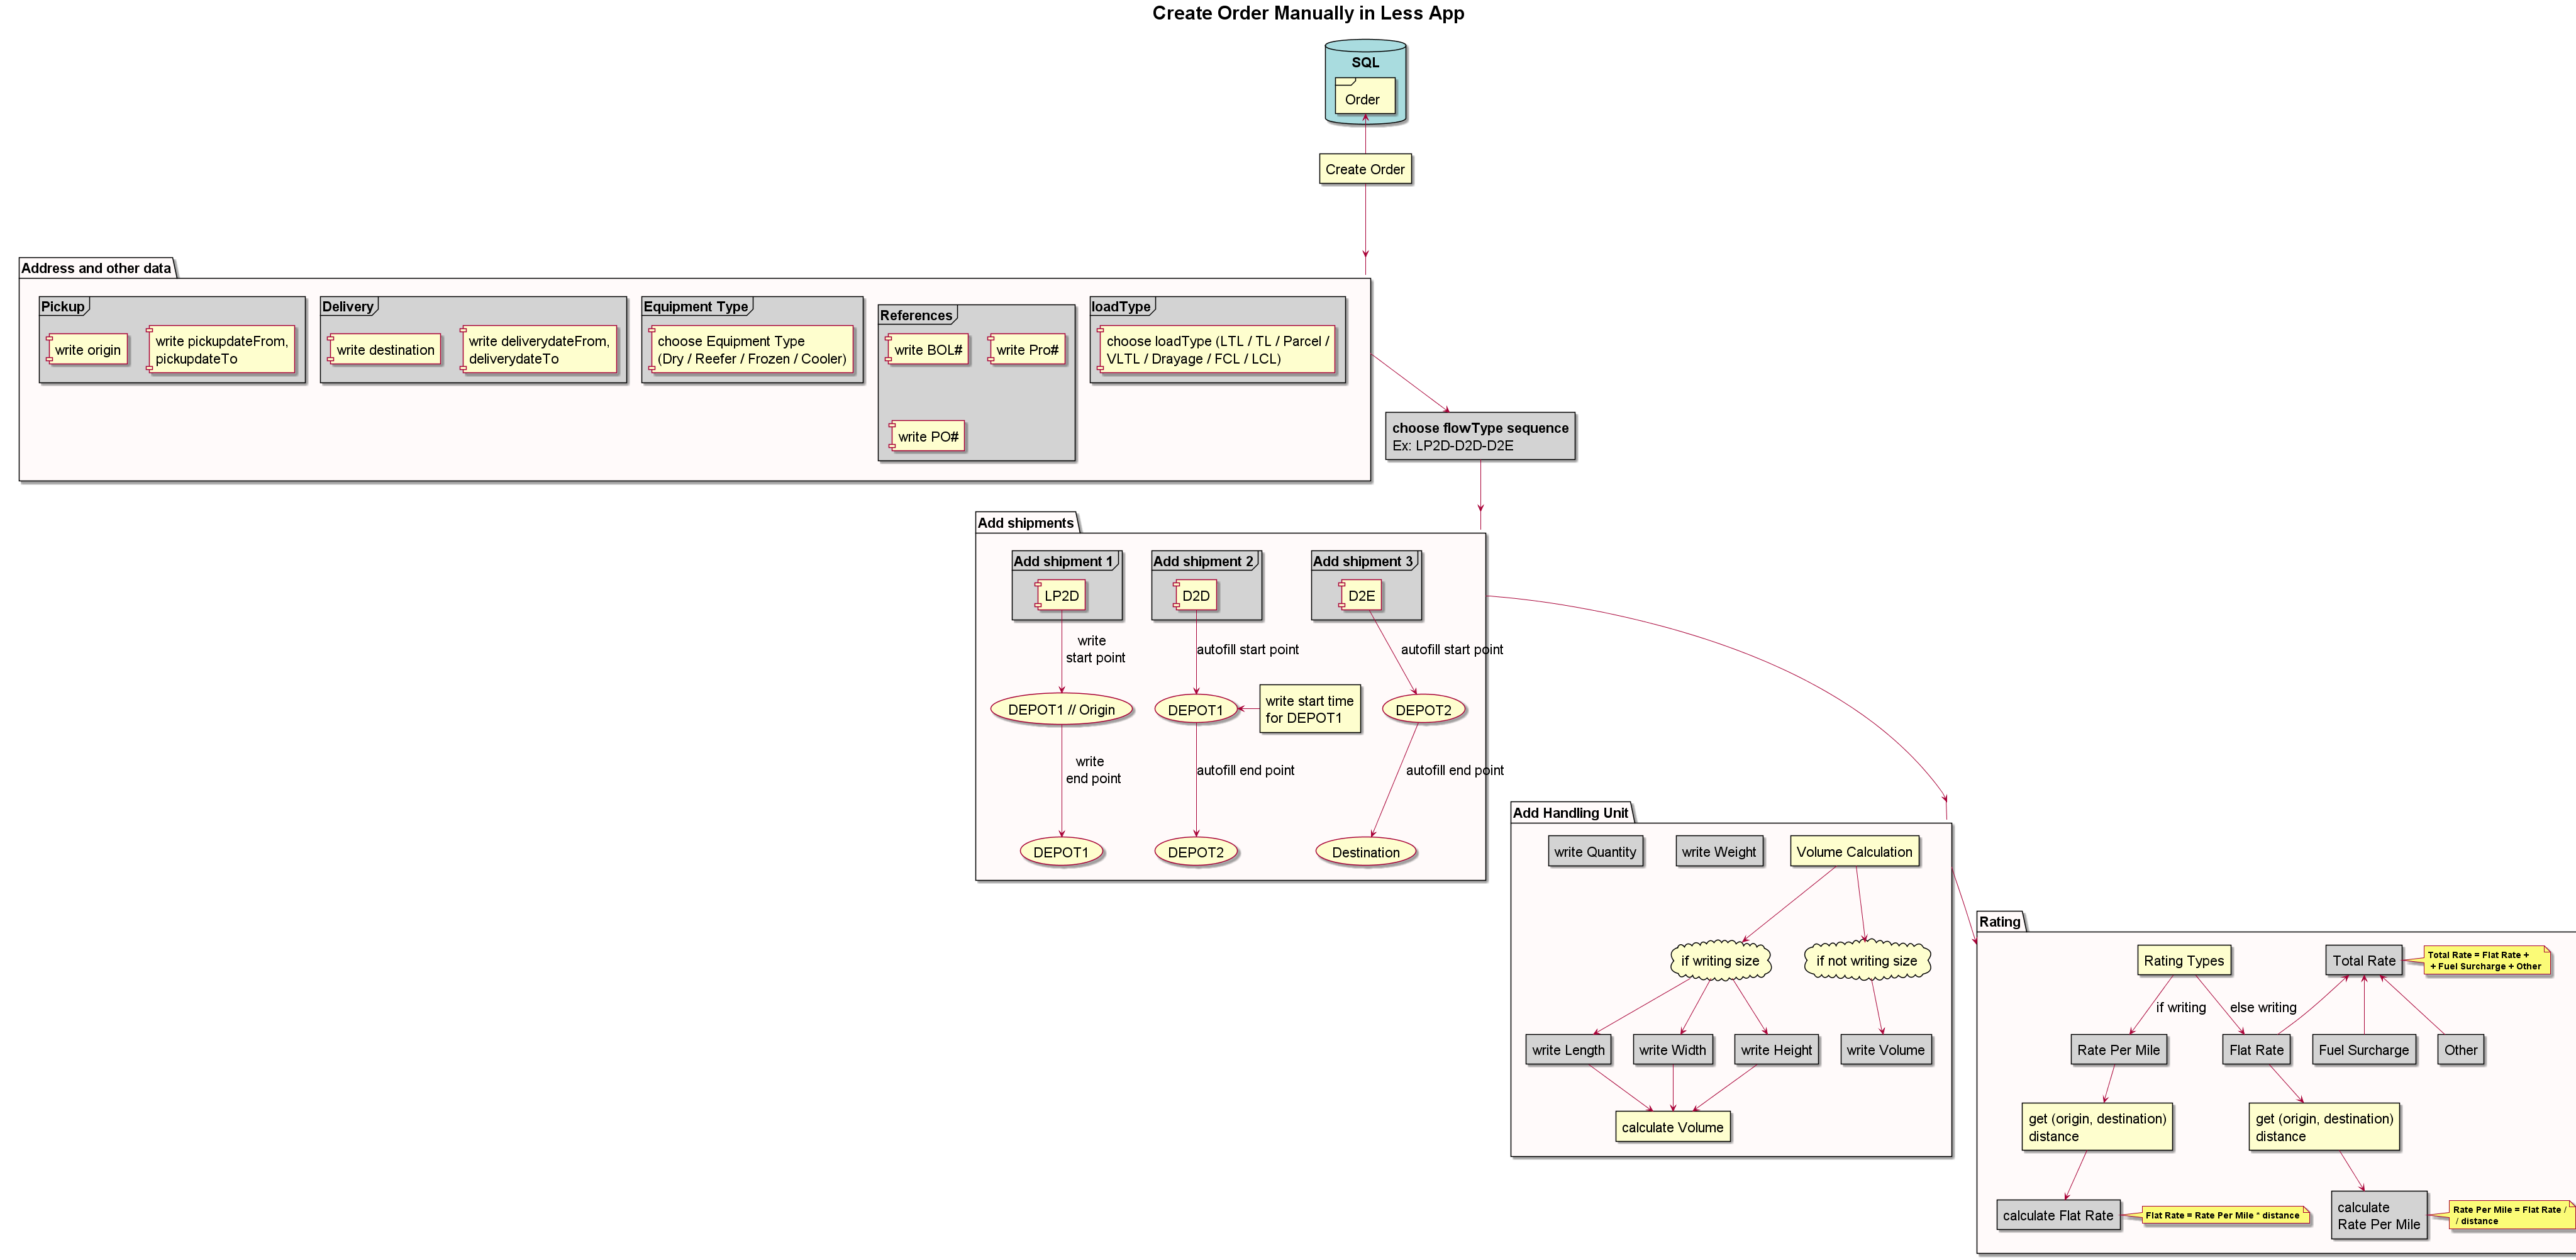 Create Order Manually in Less App
SQL
Order
Create Order
Address and other data
Pickup
write origin
write pickupdateFrom,
pickupdateTo
Delivery
write destination
write deliverydateFrom,
deliverydateTo
Equipment Type
choose Equipment Type
(Dry / Reefer / Frozen / Cooler)
References
write BOL#
write Pro#
write PO#
loadType
choose loadType (LTL / TL / Parcel /
VLTL / Drayage / FCL / LCL)
choose flowType sequence
Ex: LP2D-D2D-D2E
Add shipments
Add shipment 1
LP2D
write
start point
DEPOT1 // Origin
write
end point
DEPOT1
Add shipment 2
D2D
autofill start point
DEPOT1
write start time
for DEPOT1
autofill end point
DEPOT2
Add shipment 3
D2E
autofill start point
DEPOT2
autofill end point
Destination
Add Handling Unit
write Quantity
write Weight
Volume Calculation
if writing size
if not writing size
write Length
write Width
write Height
write Volume
calculate Volume
Rating
Rating Types
Total Rate
Total Rate = Flat Rate +
+ Fuel Surcharge + Other
if writing
else writing
Rate Per Mile
Flat Rate
Fuel Surcharge
Other
get (origin, destination)
distance
get (origin, destination)
distance
calculate Flat Rate
Flat Rate = Rate Per Mile * distance
calculate
Rate Per Mile
Rate Per Mile = Flat Rate /
/ distance